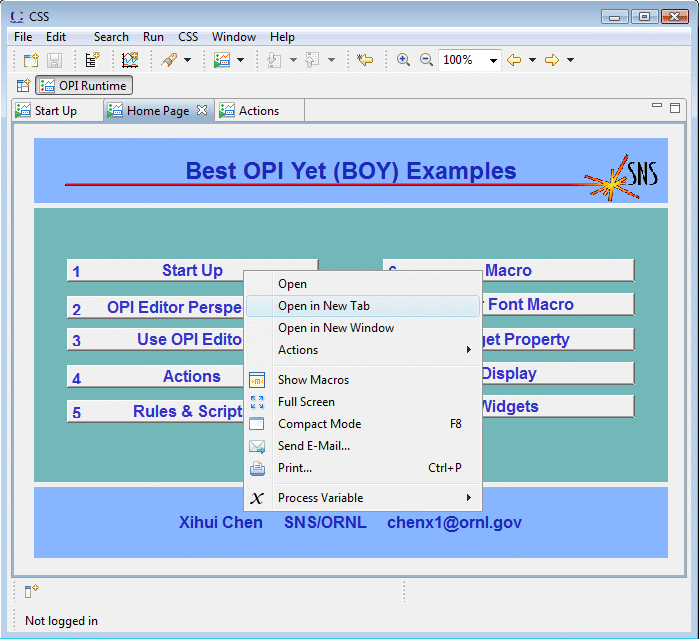 CSS
File Edit Search Run CSS Window Help
100%
OPI Runtime
Start Up Home Page Actions
Best OPI Yet (BOY) Examples
SNS
1 Start Up
Macro
2 OPI Editor Perspe
Font Macro
3 Use OPI Edito
get Property
4 Actions
Display
5 Rules & Script
Widgets
Open
Open in New Tab
Open in New Window
Actions
Show Macros
Full Screen
Compact Mode F8
Send E-Mail...
Print... Ctrl+P
Process Variable
Xihui Chen SNS/ORNL chenx1@ornl.gov
Not logged in